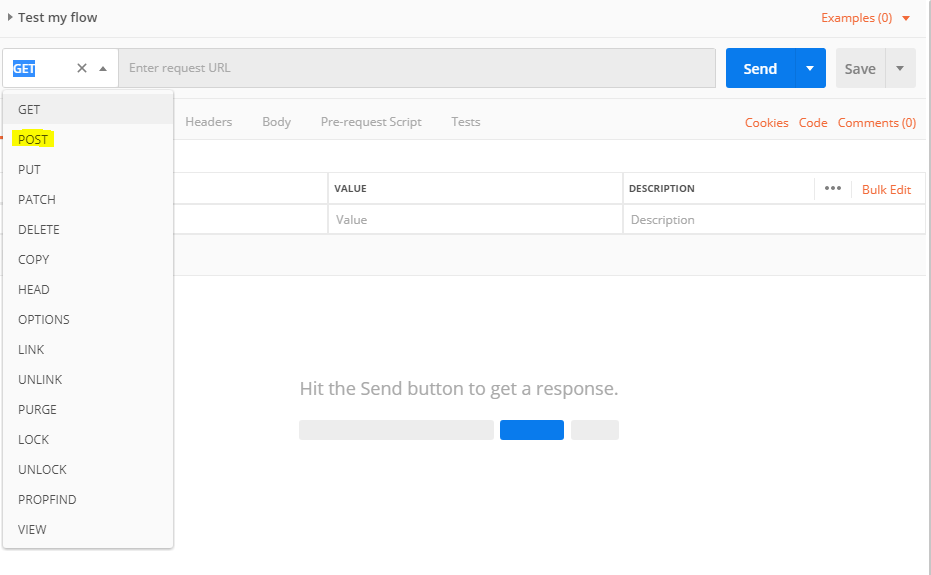 Test my flow
Examples (0)
GET
Enter request URL
Send
Save
GET
POST
PUT
PATCH
DELETE
COPY
HEAD
OPTIONS
LINK
UNLINK
PURGE
LOCK
UNLOCK
PROPFIND
VIEW
Headers Body Pre-request Script Tests
Cookies Code Comments (0)
VALUE DESCRIPTION ••• Bulk Edit
Value Description
Hit the Send button to get a response.